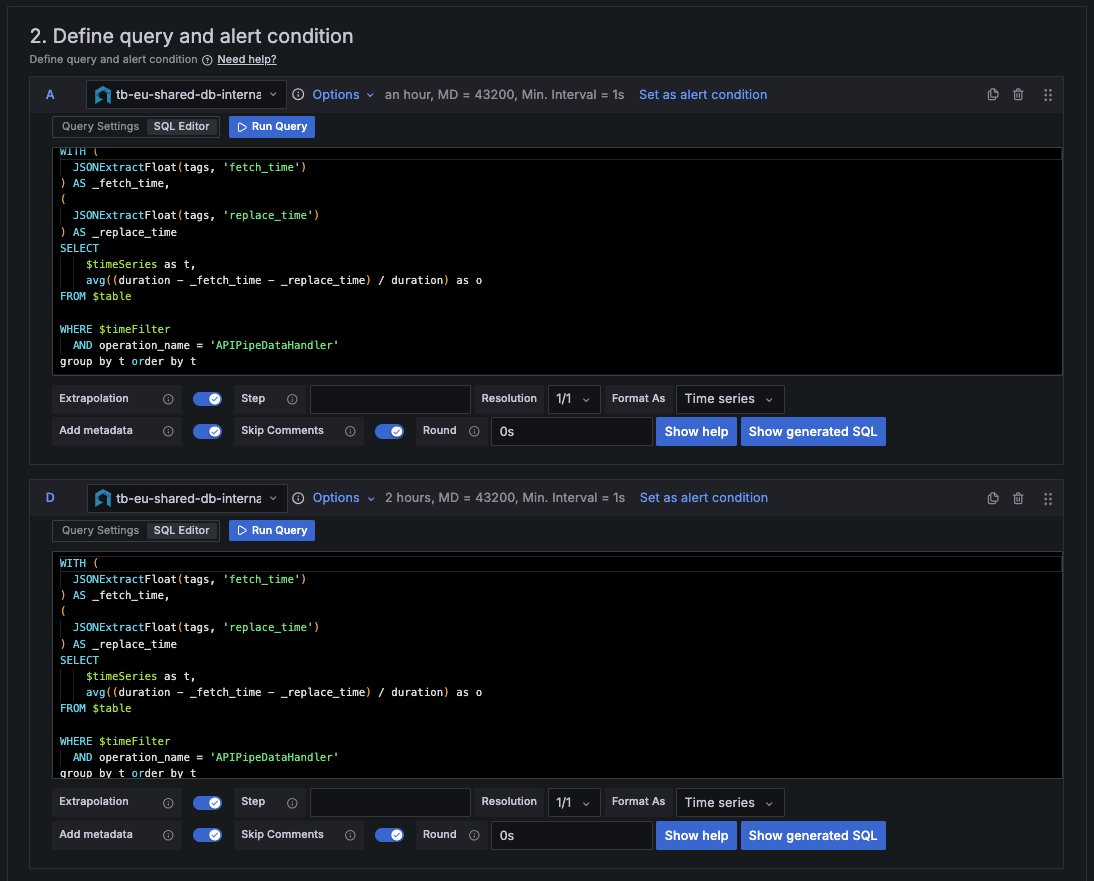 2. Define query and alert condition
Define query and alert condition Need help?
A tb-eu-shared-db-interna Options an hour, MD = 43200, Min. Interval = 1s Set as alert condition
Query Settings SQL Editor Run Query
WITH (
JSONExtractFloat(tags, 'fetch_time')
) AS _fetch_time,
(
JSONExtractFloat(tags, 'replace_time')
) AS _replace_time
SELECT
$timeSeries as t,
avg((duration - _fetch_time - _replace_time) / duration) as o
FROM $table
WHERE $timeFilter
AND operation_name = 'APIPipeDataHandler'
group by t order by t
Extrapolation Step Resolution 1/1 Format As Time series
Add metadata Skip Comments Round 0s Show help Show generated SQL
D tb-eu-shared-db-interna Options 2 hours, MD = 43200, Min. Interval = 1s Set as alert condition
Query Settings SQL Editor Run Query
WITH (
JSONExtractFloat(tags, 'fetch_time')
) AS _fetch_time,
(
JSONExtractFloat(tags, 'replace_time')
) AS _replace_time
SELECT
$timeSeries as t,
avg((duration - _fetch_time - _replace_time) / duration) as o
FROM $table
WHERE $timeFilter
AND operation_name = 'APIPipeDataHandler'
group by t order by t
Extrapolation Step Resolution 1/1 Format As Time series
Add metadata Skip Comments Round 0s Show help Show generated SQL